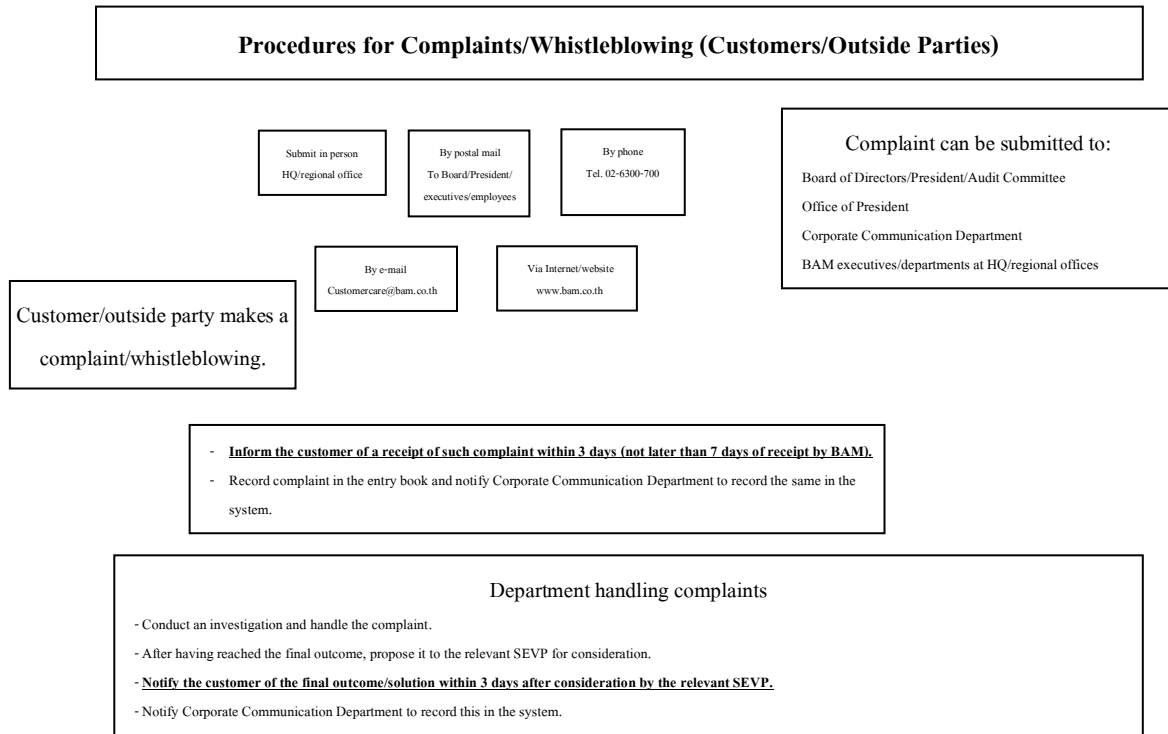 Procedures for Complaints/Whistleblowing (Customers/Outside Parties)
Submit in person
HQ/regional office
By postal mail
To Board/President/
executives/employees
By phone
Tel. 02-6300-700
Complaint can be submitted to:
Board of Directors/President/Audit Committee
Office of President
Corporate Communication Department
BAM executives/departments at HQ/regional offices
By e-mail
Customercare@bam.co.th
Via Internet/website
www.bam.co.th
Customer/outside party makes a
complaint/whistleblowing.
- Inform the customer of a receipt of such complaint within 3 days (not later than 7 days of receipt by BAM).
- Record complaint in the entry book and notify Corporate Communication Department to record the same in the
system.
Department handling complaints
- Conduct an investigation and handle the complaint.
- After having reached the final outcome, propose it to the relevant SEVP for consideration.
- Notify the customer of the final outcome/solution within 3 days after consideration by the relevant SEVP.
- Notify Corporate Communication Department to record this in the system.